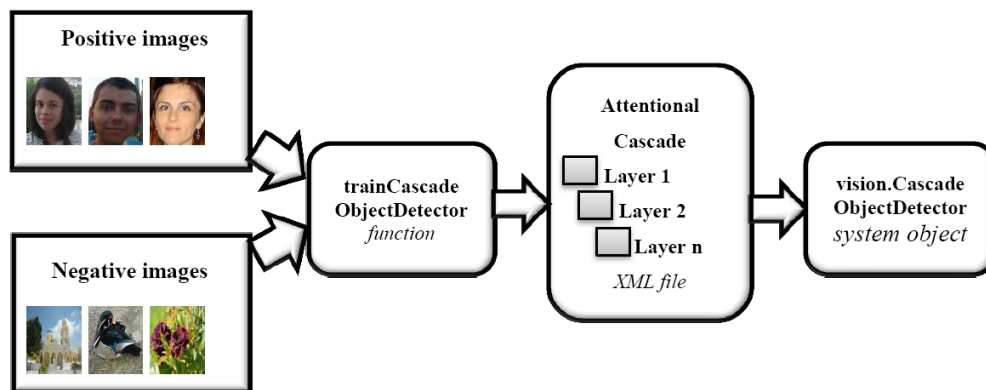 Positive images
Negative images
trainCascade
ObjectDetector
function
Attentional
Cascade
Layer 1
Layer 2
Layer n
XML file
vision.Cascade
ObjectDetector
system object